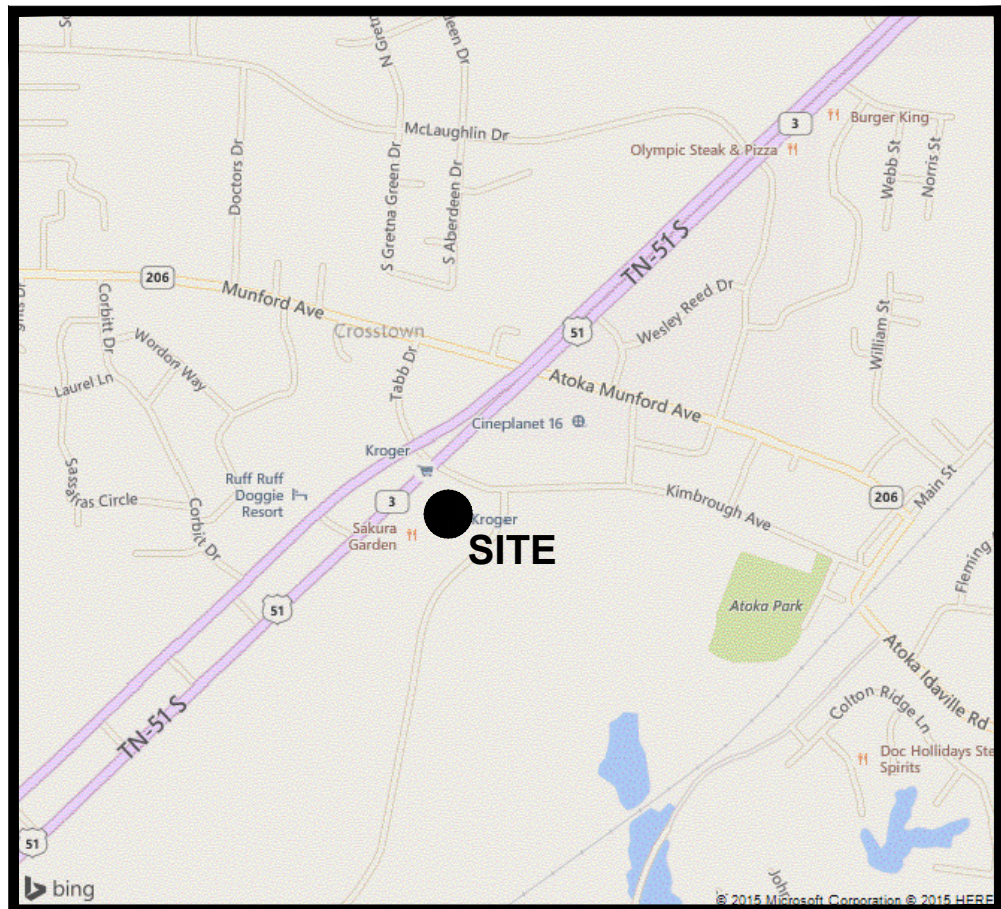 N Gret
een Dr
McLaughlin Dr
3
Burger King
Olympic Steak & Pizza
Doctors Dr
S Gretna Green Dr
S Aberdeen Dr
Webb St
Norris St
TN-51 S
206
Munford Ave
Corbitt Dr
Crosstown
51
Wesley Reed Dr
William St
Wordon Way
Tabb Dr
Laurel Ln
Atoka Munford Ave
Cineplanet 16
Kroger
Sassafras Circle
Ruff Ruff
Doggie
Resort
3
Kimbrough Ave
206
Main St
Corbitt Dr
Sakura
Garden
Kroger
SITE
Fleming
51
Atoka Park
Atoka Idaville Rd
Colton Ridge Ln
TN-51 S
Doc Hollidays Ste
Spirits
51
John
bing
© 2015 Microsoft Corporation © 2015 HERE